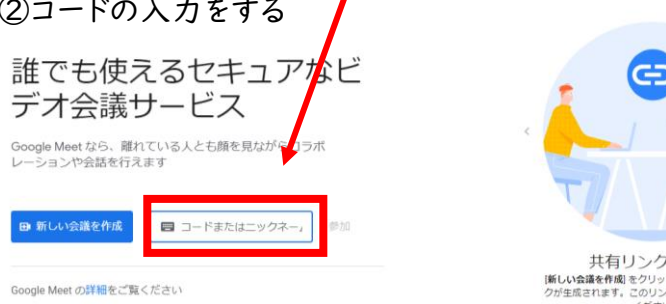 ②コードの入力をする
誰でも使えるセキュアなビ
デオ会議サービス
Google Meet なら、離れている人とも顔を見ながらコラボ
レーションや会話を行えます
新しい会議を作成
コードまたはニックネーム
参加
Google Meet の詳細をご覧ください
共有リンク
[新しい会議を作成] をクリッ
クが生成されます。このリン